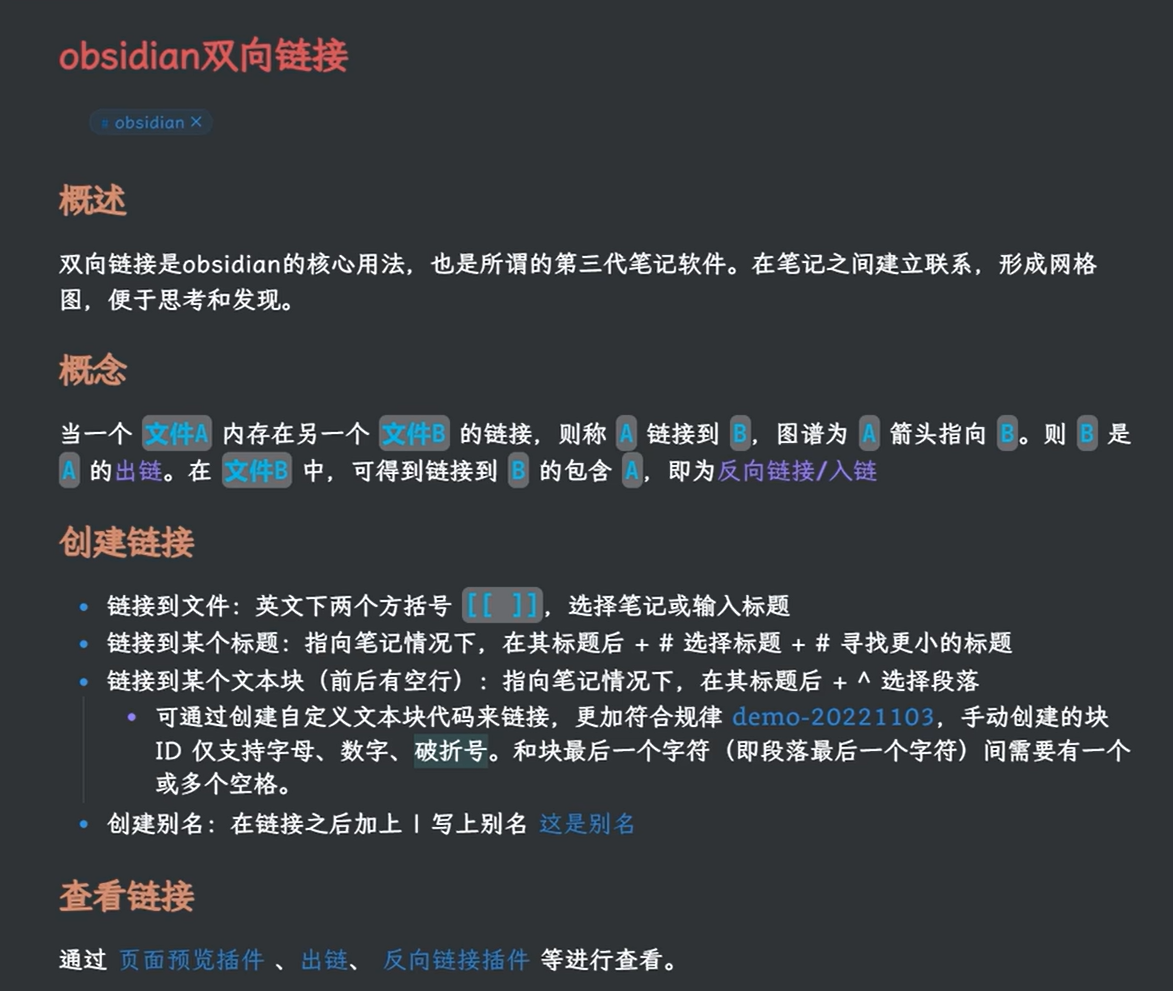 obsidian双向链接
obsidian ×
概述
双向链接是obsidian的核心用法，也是所谓的第三代笔记软件。在笔记之间建立联系，形成网格
图，便于思考和发现。
概念
当一个 文件A 内存在另一个 文件B 的链接，则称 A 链接到 B，图谱为 A 箭头指向 B。则 B 是
A 的出链。在 文件B 中，可得到链接到 B 的包含 A，即为反向链接/入链
创建链接
链接到文件：英文下两个方括号 [[ ]]，选择笔记或输入标题
链接到某个标题：指向笔记情况下，在其标题后 + # 选择标题 + # 寻找更小的标题
链接到某个文本块（前后有空行）：指向笔记情况下，在其标题后 + ^ 选择段落
可通过创建自定义文本块代码来链接，更加符合规律 demo-20221103，手动创建的块
ID 仅支持字母、数字、破折号。和块最后一个字符（即段落最后一个字符）间需要有一个
或多个空格。
创建别名：在链接之后加上 | 写上别名 这是别名
查看链接
通过 页面预览插件 、出链、 反向链接插件 等进行查看。